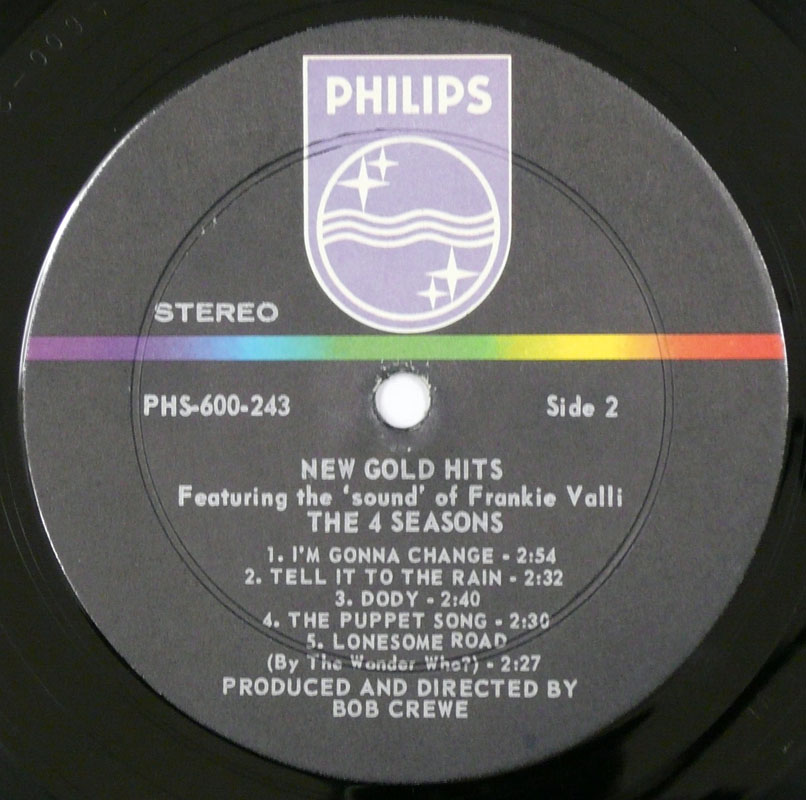 PHILIPS
STEREO
PHS-600-243
Side 2
NEW GOLD HITS
Featuring the 'sound' of Frankie Valli
THE 4 SEASONS
1. I'M GONNA CHANGE - 2:54
2. TELL IT TO THE RAIN - 2:32
3. DODY - 2:40
4. THE PUPPET SONG - 2:30
5. LONESOME ROAD
(By The Wonder Who?) - 2:27
PRODUCED AND DIRECTED BY
BOB CREWE